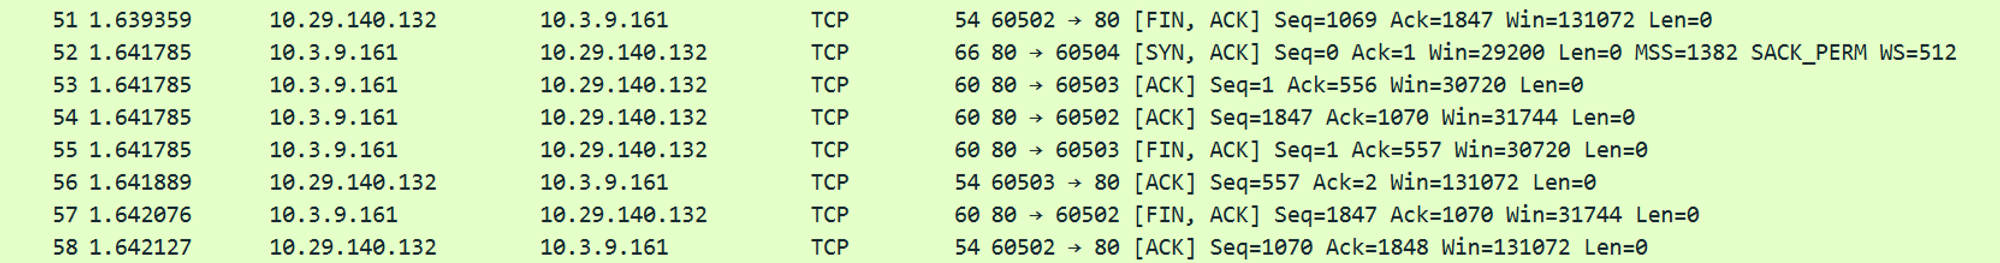 51 1.639359 10.29.140.132 10.3.9.161 TCP 54 60502 → 80 [FIN, ACK] Seq=1069 Ack=1847 Win=131072 Len=0
52 1.641785 10.3.9.161 10.29.140.132 TCP 66 80 → 60504 [SYN, ACK] Seq=0 Ack=1 Win=29200 Len=0 MSS=1382 SACK_PERM WS=512
53 1.641785 10.3.9.161 10.29.140.132 TCP 60 80 → 60503 [ACK] Seq=1 Ack=556 Win=30720 Len=0
54 1.641785 10.3.9.161 10.29.140.132 TCP 60 80 → 60502 [ACK] Seq=1847 Ack=1070 Win=31744 Len=0
55 1.641785 10.3.9.161 10.29.140.132 TCP 60 80 → 60503 [FIN, ACK] Seq=1 Ack=557 Win=30720 Len=0
56 1.641889 10.29.140.132 10.3.9.161 TCP 54 60503 → 80 [ACK] Seq=557 Ack=2 Win=131072 Len=0
57 1.642076 10.3.9.161 10.29.140.132 TCP 60 80 → 60502 [FIN, ACK] Seq=1847 Ack=1070 Win=31744 Len=0
58 1.642127 10.29.140.132 10.3.9.161 TCP 54 60502 → 80 [ACK] Seq=1070 Ack=1848 Win=131072 Len=0